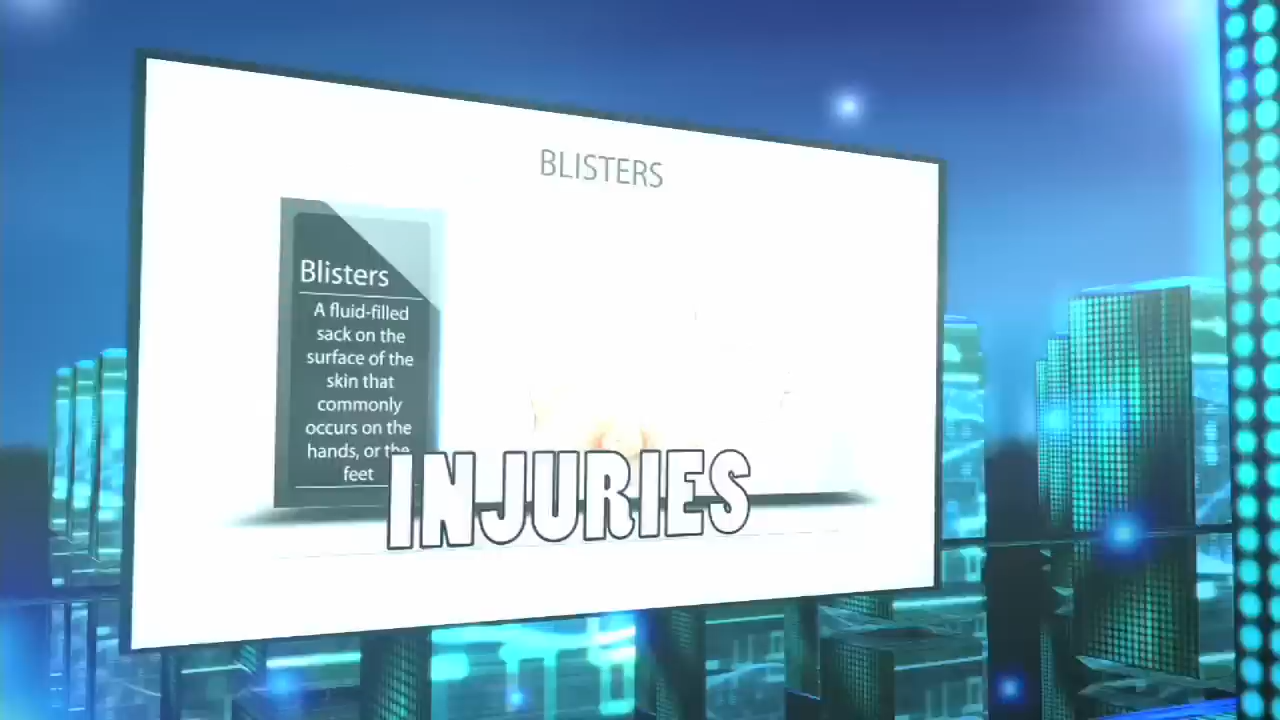 BLISTERS
Blisters
A fluid-filled
sack on the
surface of the
skin that
commonly
occurs on the
hands, or the
feet
INJURIES